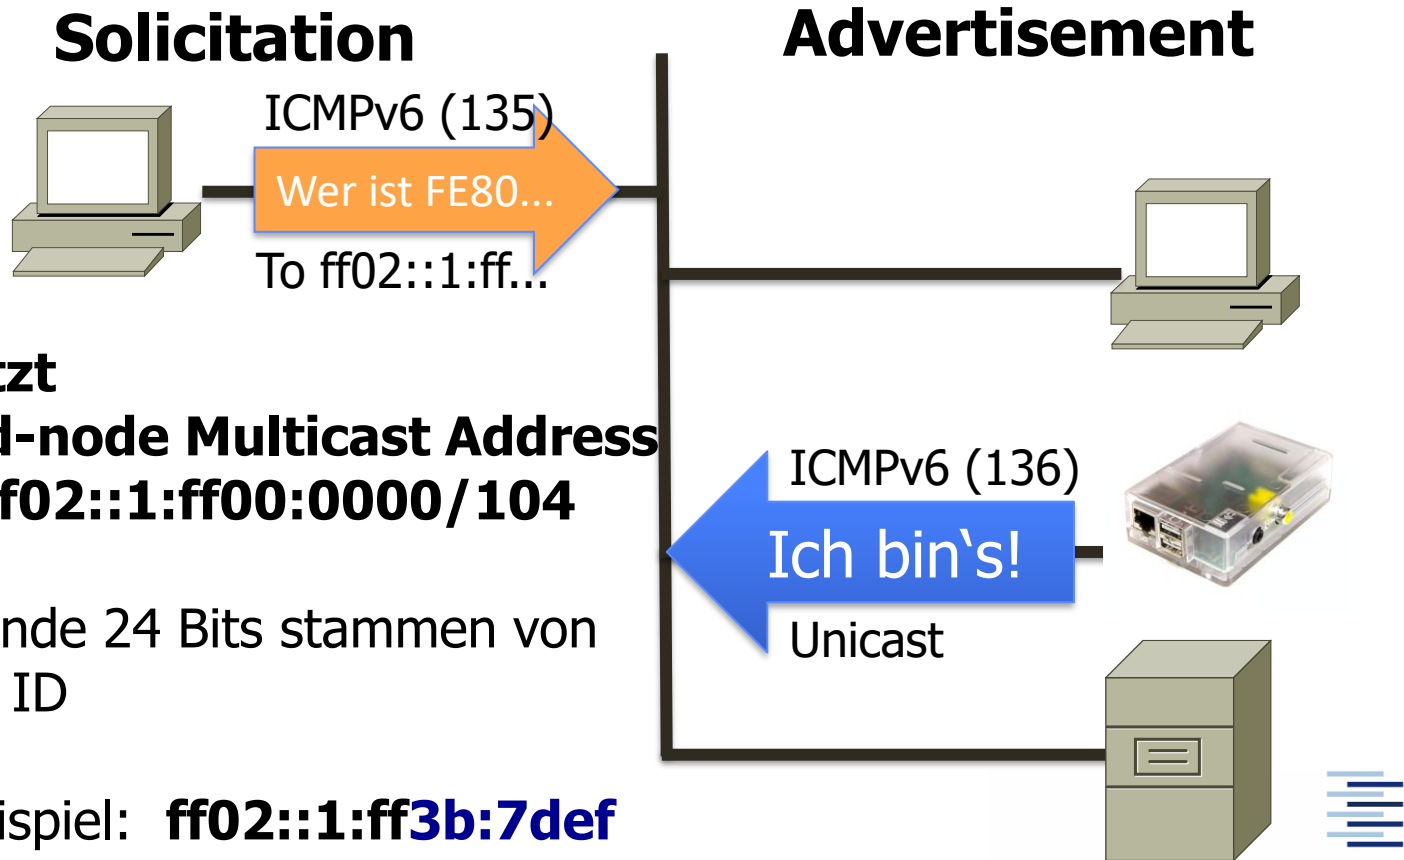 Solicitation
Advertisement
ICMPv6 (135)
Wer ist FE80...
To ff02::1:ff...
tzt
d-node Multicast Address
f02::1:ff00:0000/104
ICMPv6 (136)
Ich bin‘s!
Unicast
nde 24 Bits stammen von
ID
ispiel: ff02::1:ff3b:7def